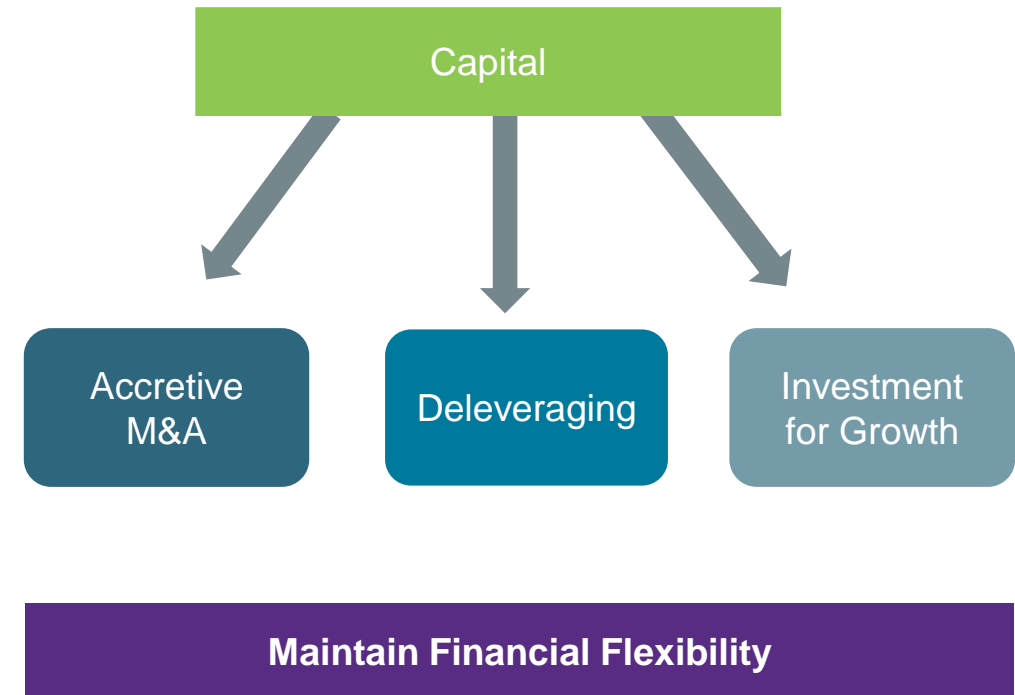 Capital
Accretive
M&A
Deleveraging
Investment
for Growth
Maintain Financial Flexibility